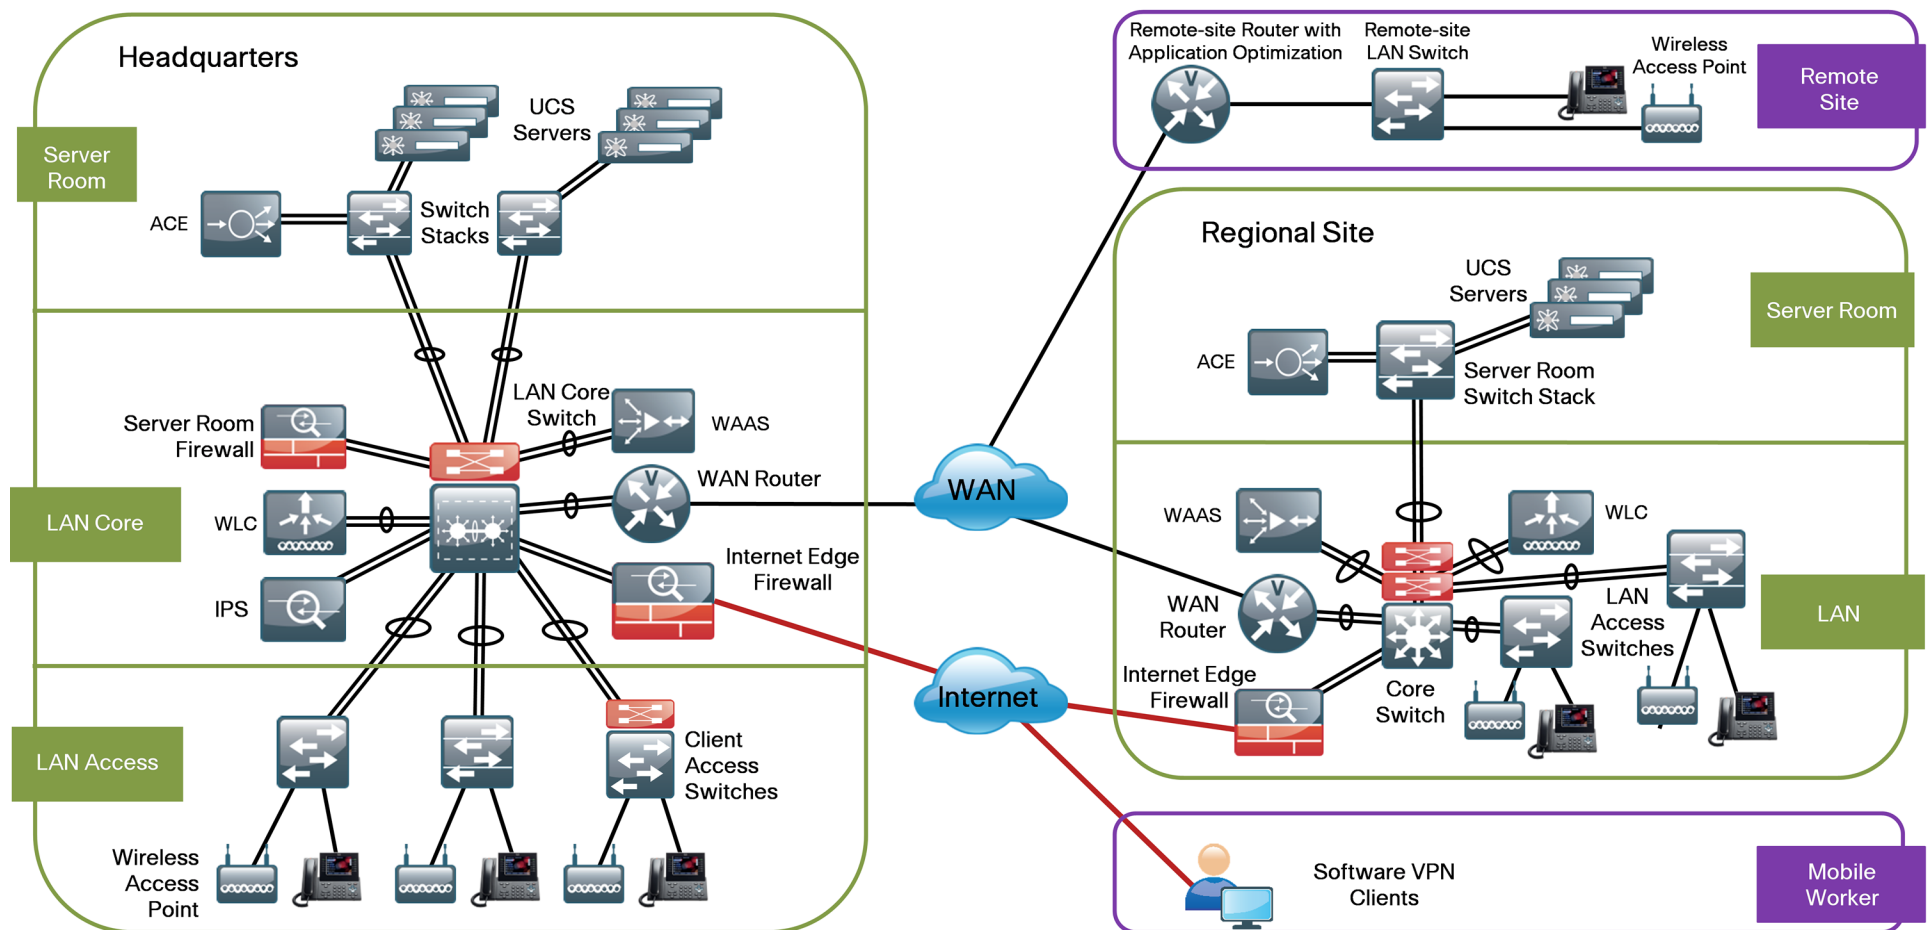 Headquarters
Server
Room
UCS
Servers
ACE
Switch
Stacks
LAN Core
Switch
Server Room
Firewall
WAAS
WAN Router
WLC
LAN Core
Internet Edge
Firewall
IPS
LAN Access
Client
Access
Switches
Wireless
Access
Point
WAN
Internet
Remote-site Router with
Application Optimization
Remote-site
LAN Switch
Wireless
Access Point
Remote
Site
V
V
V
Regional Site
UCS
Servers
Server Room
ACE
Server Room
Switch Stack
WAAS
WLC
WAN
Router
LAN
Access
Switches
LAN
Internet Edge
Firewall
Core
Switch
Software VPN
Clients
Mobile
Worker